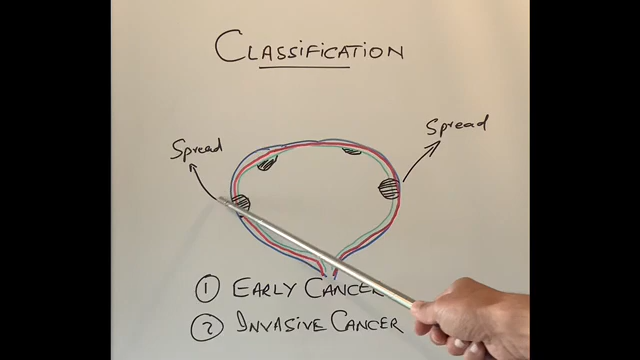 Classification
Spread
Spread
① Early Cancer
② Invasive Cancer